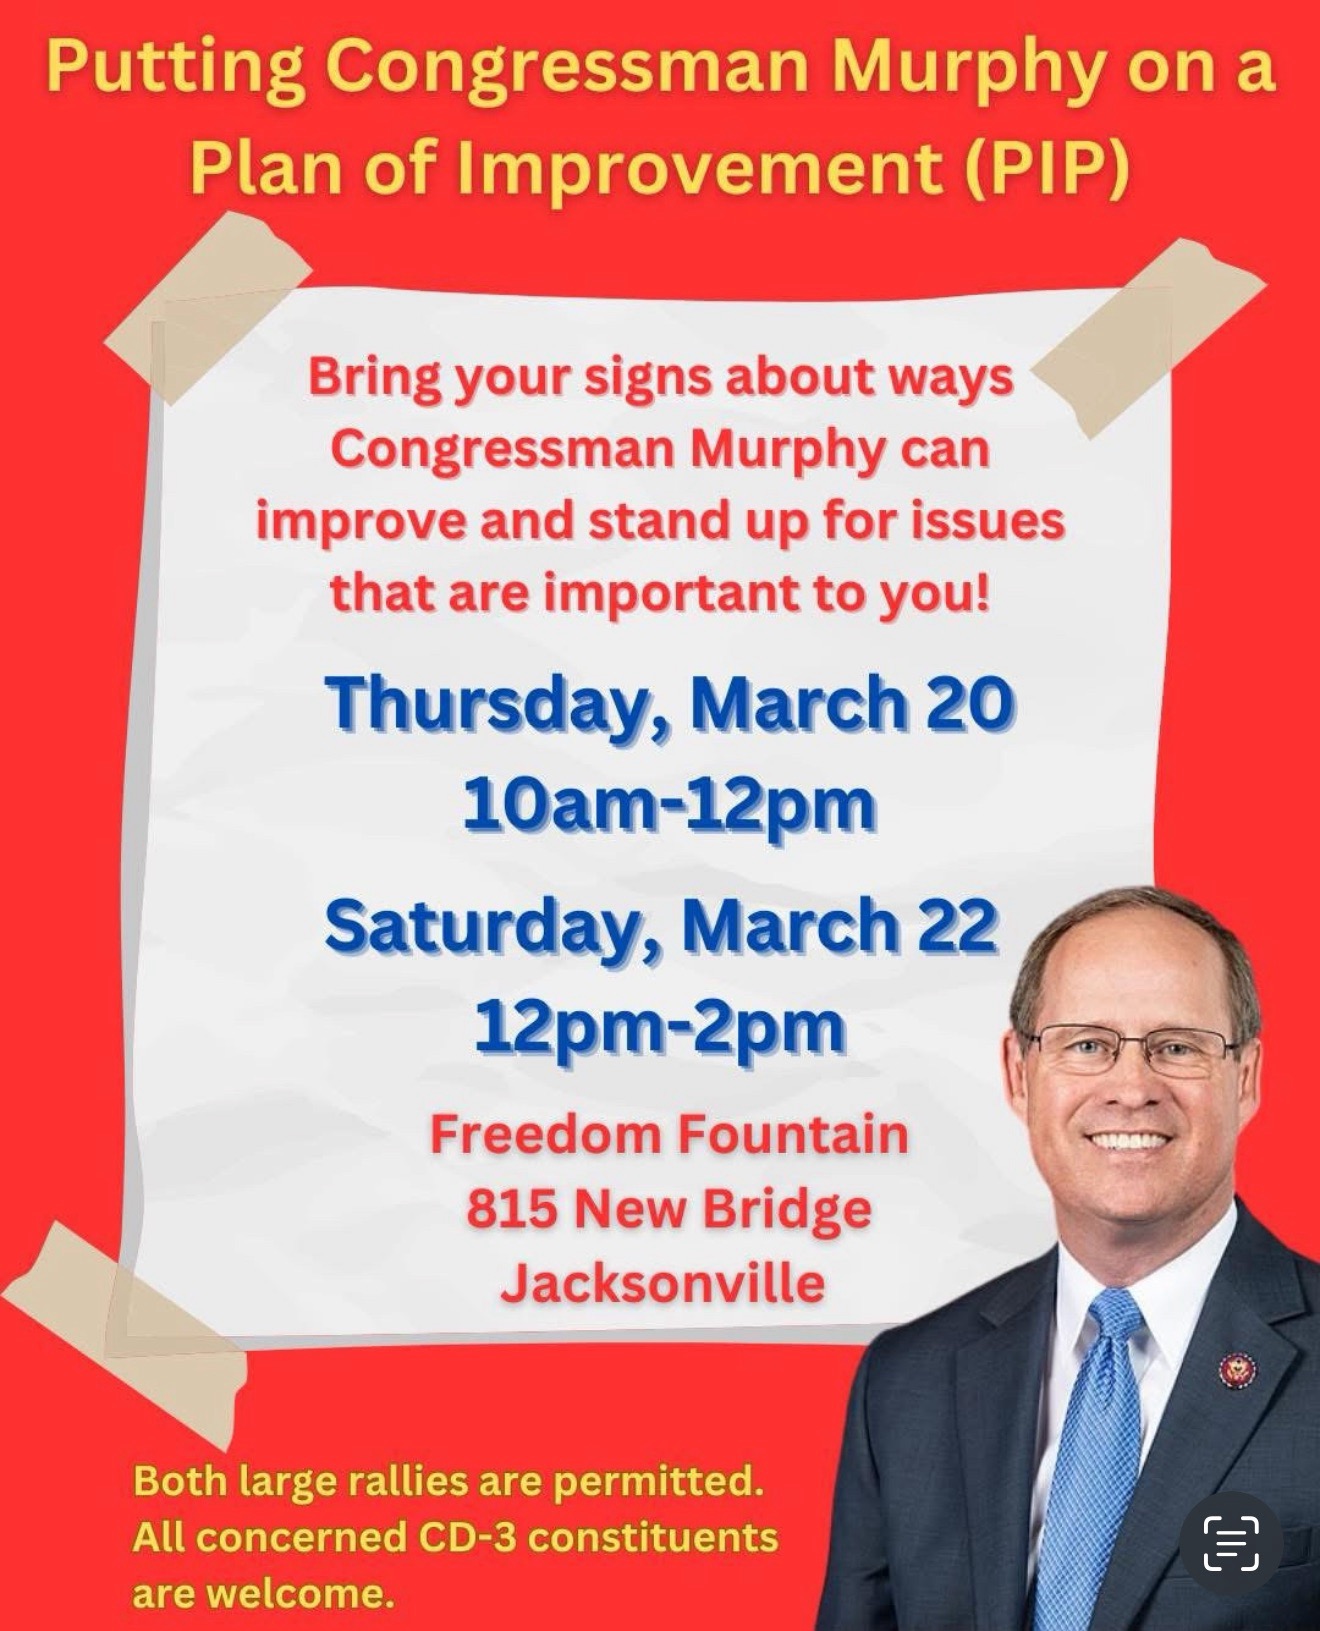 Putting Congressman Murphy on a
Plan of Improvement (PIP)
Bring your signs about ways
Congressman Murphy can
improve and stand up for issues
that are important to you!
Thursday, March 20
10am-12pm
Saturday, March 22
12pm-2pm
Freedom Fountain
815 New Bridge
Jacksonville
Both large rallies are permitted.
All concerned CD-3 constituents
are welcome.